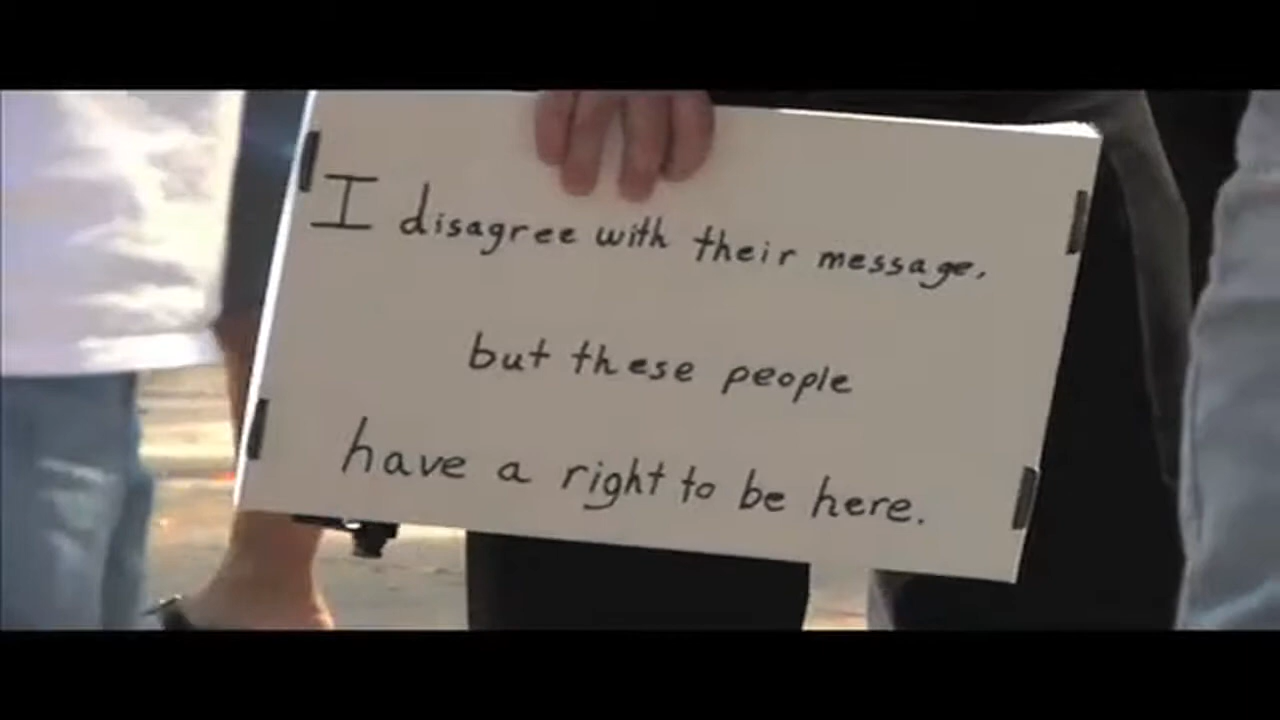 I disagree with their message,
but these people
have a right to be here.